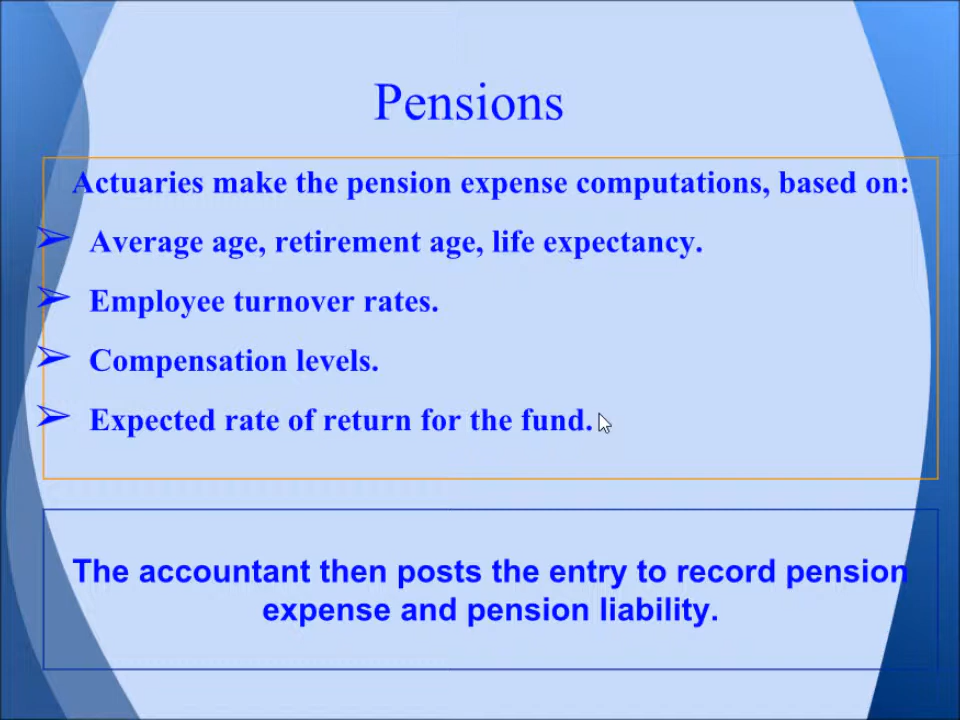 Pensions
Actuaries make the pension expense computations, based on:
➢ Average age, retirement age, life expectancy.
➢ Employee turnover rates.
➢ Compensation levels.
➢ Expected rate of return for the fund.
The accountant then posts the entry to record pension
expense and pension liability.